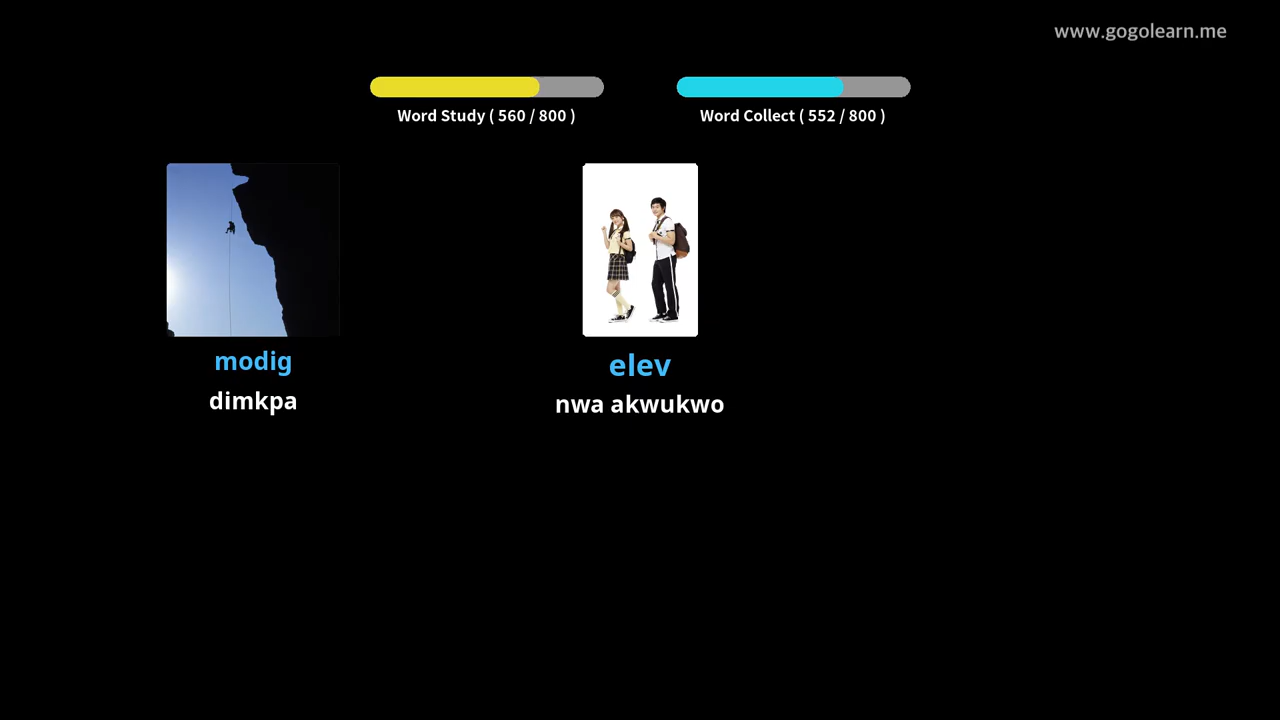 www.gogolearn.me
Word Study ( 560 / 800 )
Word Collect ( 552 / 800 )
modig
elev
dimkpa
nwa akwukwo